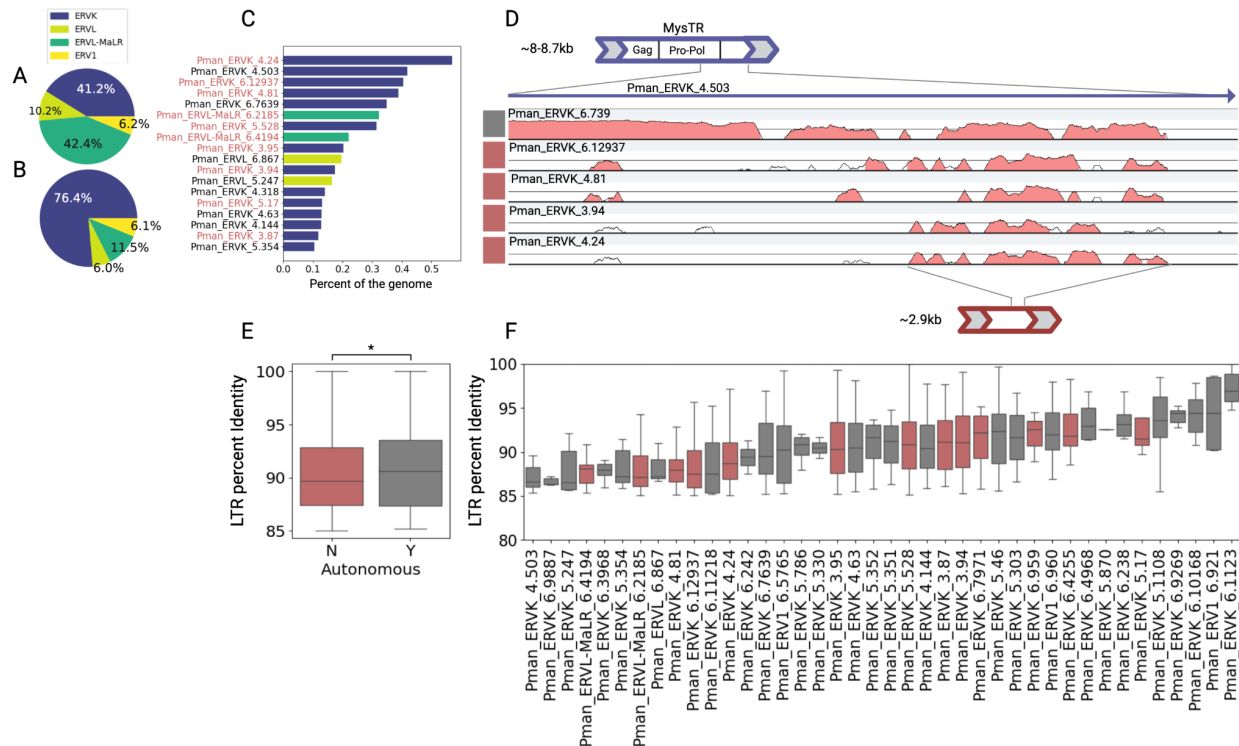 ERVK
ERVL
ERVL-MaLR
ERV1
A
41.2%
10.2%
6.2%
42.4%
B
76.4%
6.1%
11.5%
6.0%
C
Pman_ERVK_4.24
Pman_ERVK_4.503
Pman_ERVK_6.12937
Pman_ERVK_4.81
Pman_ERVK_6.7639
Pman_ERVL-MaLR_6.2185
Pman_ERVK_5.528
Pman_ERVL-MaLR_6.4194
Pman_ERVK_3.95
Pman_ERVL_6.867
Pman_ERVK_3.94
Pman_ERVL_5.247
Pman_ERVK_4.318
Pman_ERVK_5.17
Pman_ERVK_4.63
Pman_ERVK_4.144
Pman_ERVK_3.87
Pman_ERVK_5.354
0.0 0.1 0.2 0.3 0.4 0.5
Percent of the genome
D
MysTR
~8-8.7kb
Gag Pro-Pol
Pman_ERVK_4.503
Pman_ERVK_6.739
Pman_ERVK_6.12937
Pman_ERVK_4.81
Pman_ERVK_3.94
Pman_ERVK_4.24
~2.9kb
E
*
LTR percent Identity
100
95
90
85
N Y
Autonomous
F
LTR percent Identity
100
95
90
85
80
Pman_ERVK_4.503
Pman_ERVK_6.9887
Pman_ERVK_5.247
Pman_ERVL-MaLR_6.4194
Pman_ERVK_6.3968
Pman_ERVK_5.354
Pman_ERVL-MaLR_6.2185
Pman_ERVL_6.867
Pman_ERVK_4.81
Pman_ERVK_6.12937
Pman_ERVK_6.11218
Pman_ERVK_4.24
Pman_ERVK_6.242
Pman_ERVK_6.7639
Pman_ERV1_6.5765
Pman_ERVK_5.786
Pman_ERVK_5.330
Pman_ERVK_3.95
Pman_ERVK_4.63
Pman_ERVK_5.352
Pman_ERVK_5.351
Pman_ERVK_5.528
Pman_ERVK_4.144
Pman_ERVK_3.87
Pman_ERVK_3.94
Pman_ERVK_6.7971
Pman_ERVK_5.46
Pman_ERVK_5.303
Pman_ERVK_6.959
Pman_ERV1_6.960
Pman_ERVK_6.4255
Pman_ERVK_6.4968
Pman_ERVK_5.870
Pman_ERVK_6.238
Pman_ERVK_5.17
Pman_ERVK_5.1108
Pman_ERVK_6.9269
Pman_ERVK_6.10168
Pman_ERV1_6.921
Pman_ERVK_6.1123